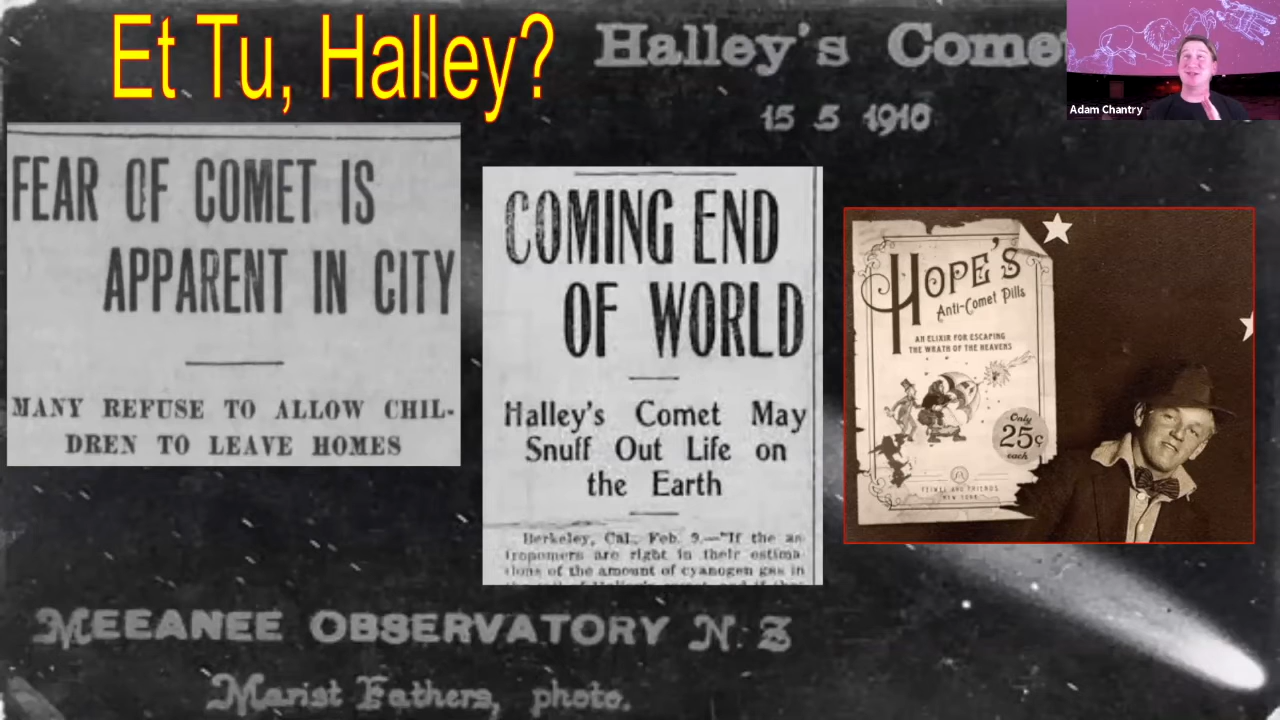 Et Tu, Halley?
Halley's Comet
15 5 1910
Adam Chantry
FEAR OF COMET IS
APPARENT IN CITY
MANY REFUSE TO ALLOW CHIL-
DREN TO LEAVE HOMES
COMING END
OF WORLD
Halley's Comet May
Snuff Out Life on
the Earth
Berkeley, Cal., Feb. 9.—"If the as
tronomers are right in their estima
tions of the amount of cyanogen gas in
HOPE'S
Anti-Comet Pills
AN ELIXIR FOR ESCAPING
THE WRATH OF THE HEAVENS
Only
25¢
each
AND FRIENDS
NEW YORK
MEEANEE OBSERVATORY N.Z
Marist Fathers, photo.